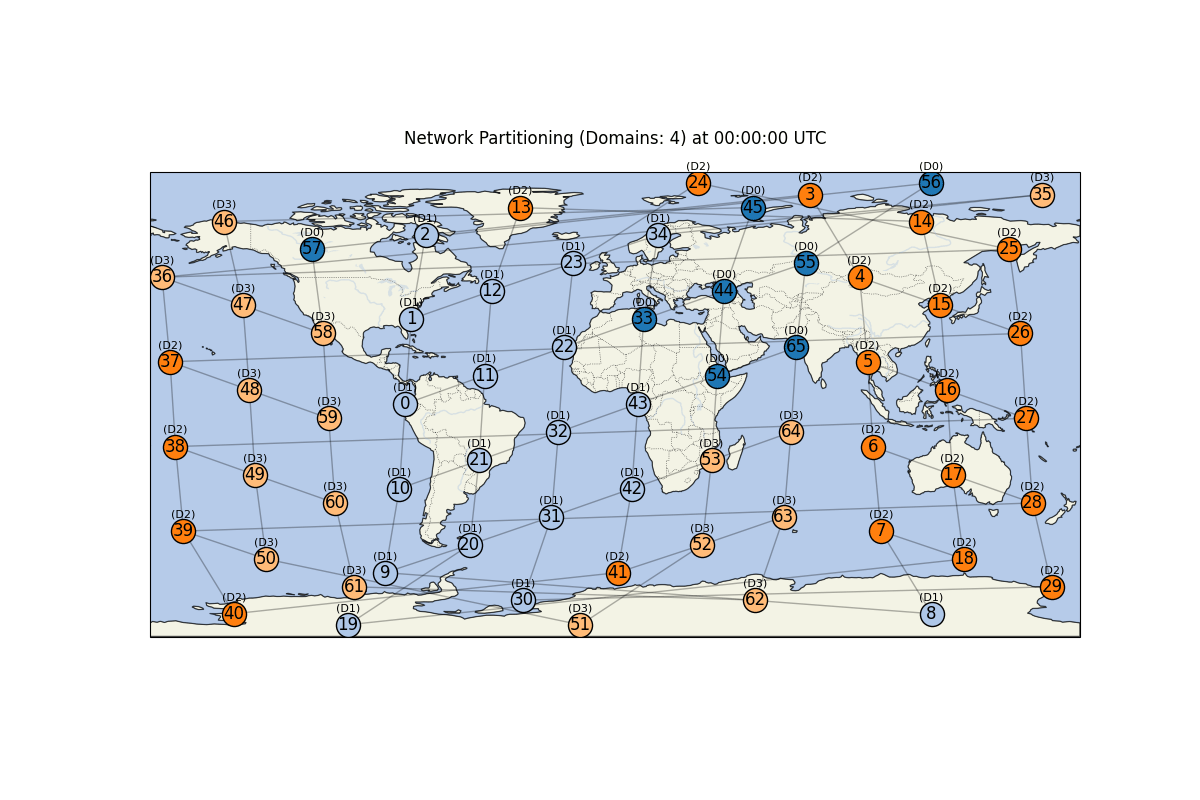 Network Partitioning (Domains: 4) at 00:00:00 UTC
(D2)
24
(D2)
3
(D0)
56
(D3)
35
(D0)
45
(D2)
13
(D3)
46
(D2)
14
(D1)
2
(D1)
34
(D0)
57
(D2)
25
(D1)
23
(D0)
55
(D3)
36
(D2)
4
(D1)
12
(D0)
44
(D3)
47
(D2)
15
(D1)
1
(D0)
33
(D3)
58
(D2)
26
(D1)
22
(D0)
65
(D2)
37
(D2)
5
(D1)
11
(D0)
54
(D3)
48
(D2)
16
(D1)
0
(D1)
43
(D3)
59
(D2)
27
(D1)
32
(D3)
64
(D2)
38
(D2)
6
(D1)
21
(D3)
53
(D3)
49
(D2)
17
(D1)
10
(D1)
42
(D3)
60
(D2)
28
(D1)
31
(D3)
63
(D2)
39
(D2)
7
(D1)
20
(D3)
52
(D3)
50
(D2)
18
(D1)
9
(D2)
41
(D3)
61
(D2)
29
(D1)
30
(D3)
62
(D2)
40
(D1)
8
(D1)
19
(D3)
51